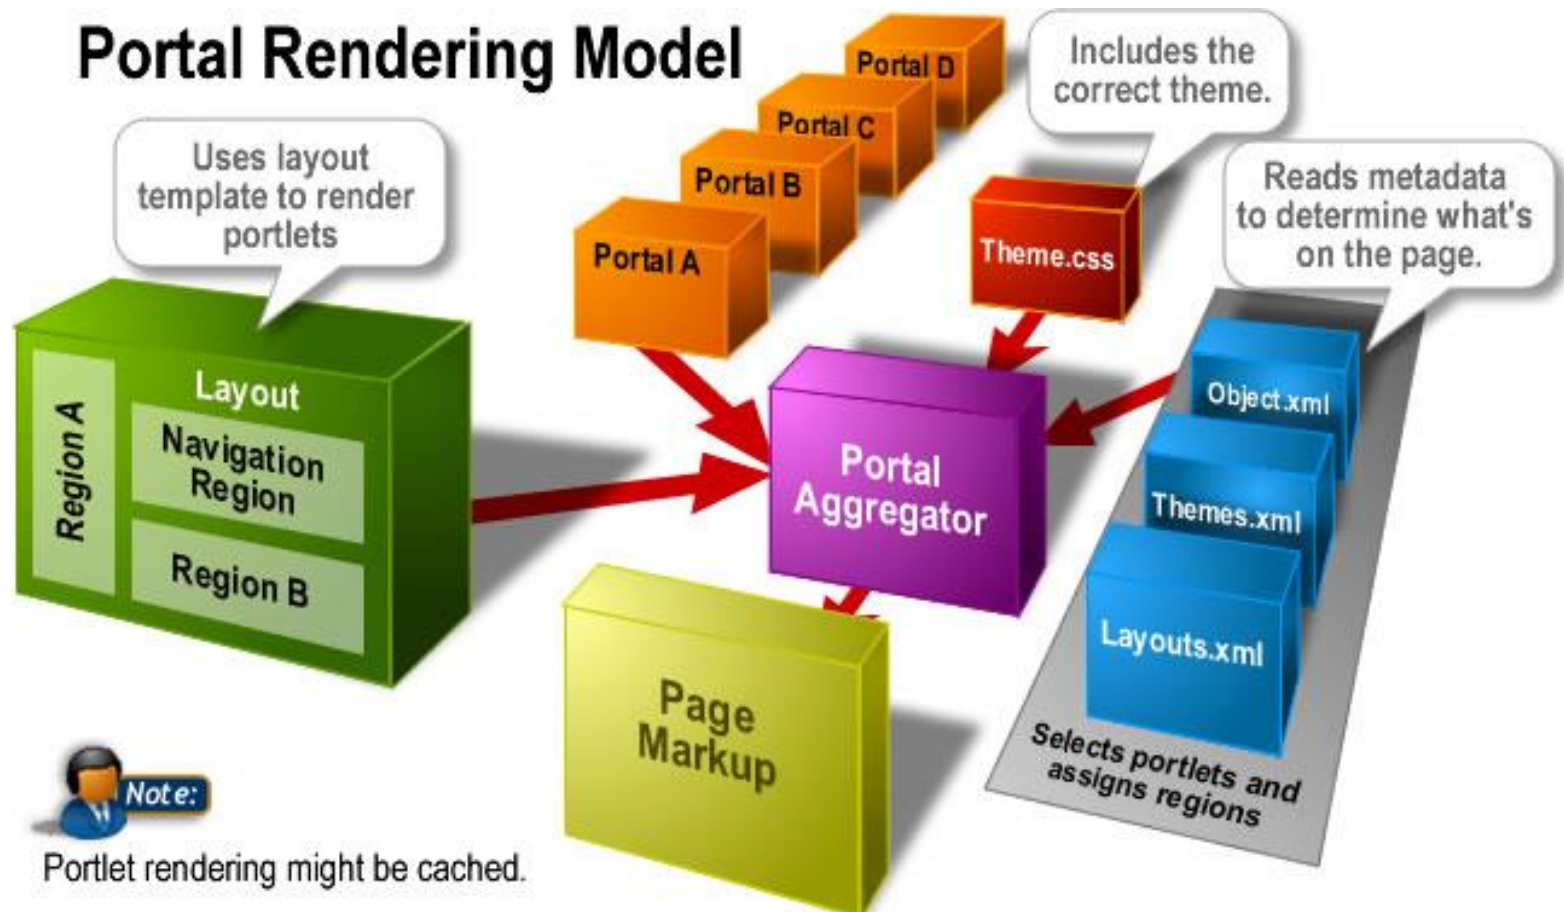 Portal Rendering Model
Uses layout
template to render
portlets
Portal D
Portal C
Portal B
Portal A
Includes the
correct theme.
Theme.css
Reads metadata
to determine what's
on the page.
Layout
Region A
Navigation
Region
Region B
Portal
Aggregator
Object.xml
Themes.xml
Layouts.xml
Selects portlets and
assigns regions
Page
Markup
Note:
Portlet rendering might be cached.